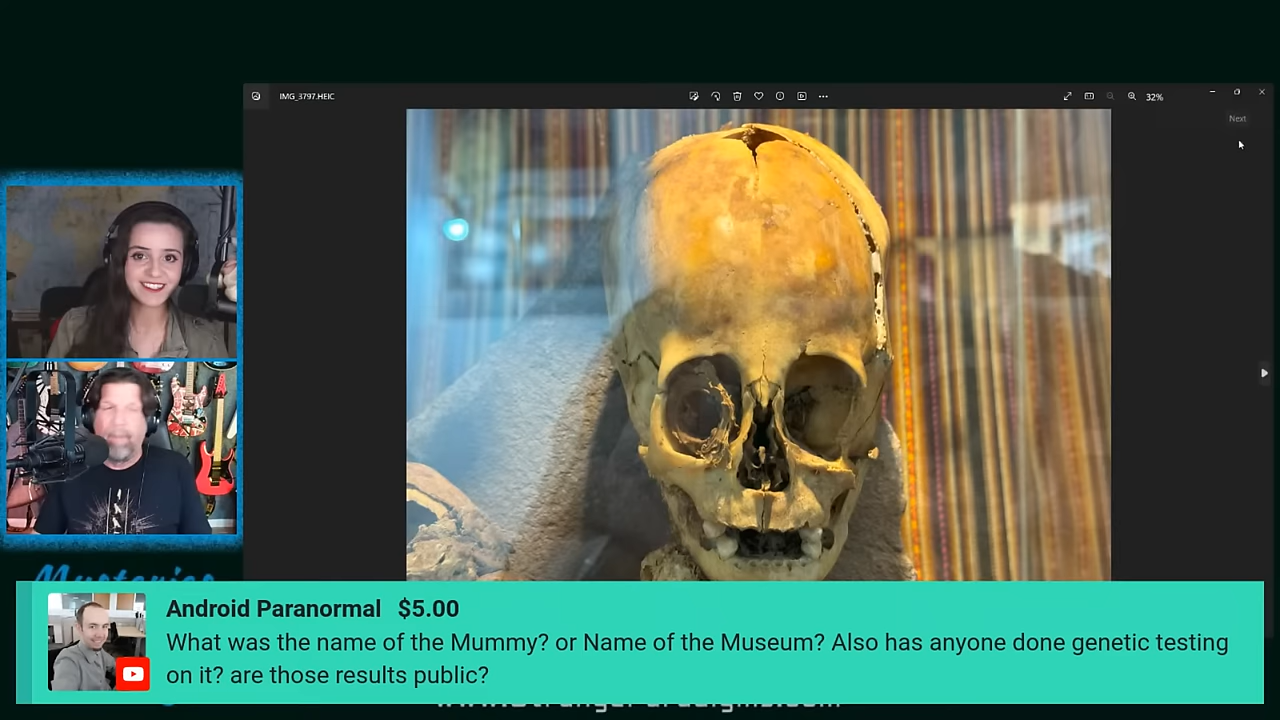 IMG_3797.HEIC
32%
Next
Android Paranormal $5.00
What was the name of the Mummy? or Name of the Museum? Also has anyone done genetic testing
on it? are those results public?